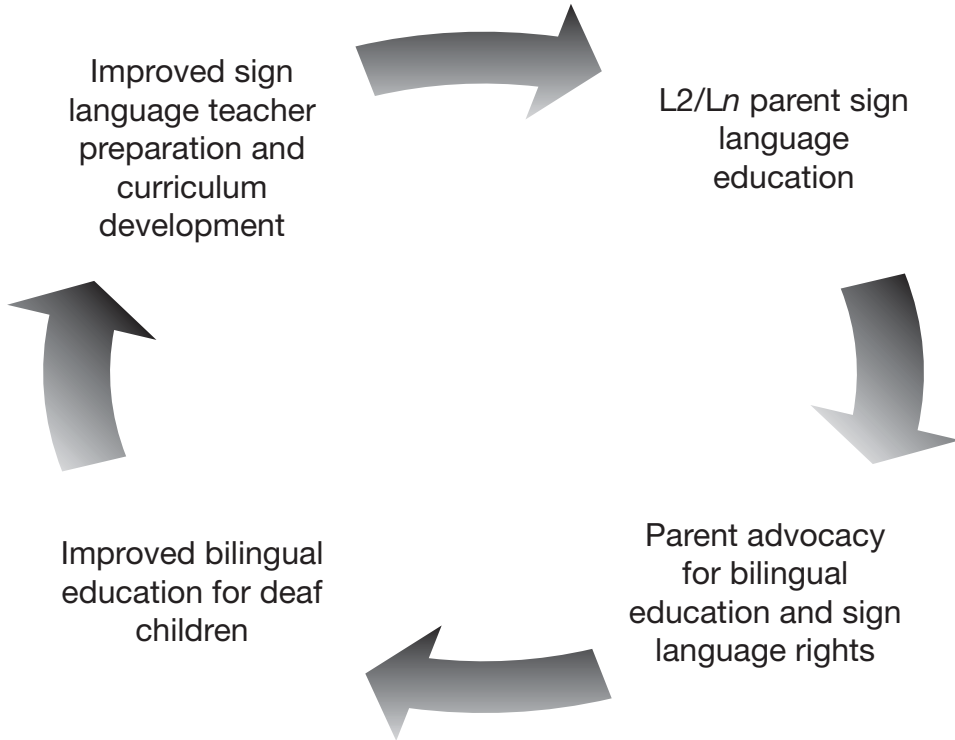 Improved sign
language teacher
preparation and
curriculum
development
L2/Ln parent sign
language
education
Parent advocacy
for bilingual
education and sign
language rights
Improved bilingual
education for deaf
children